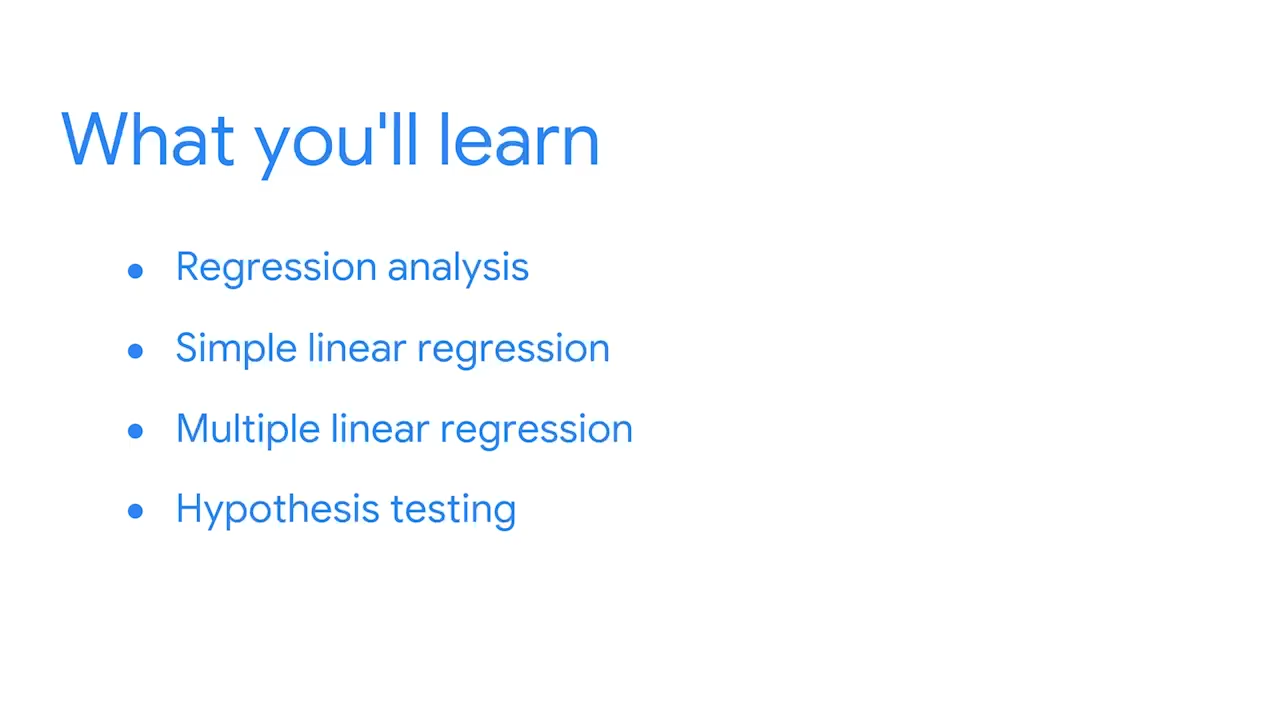 What you'll learn
● Regression analysis
● Simple linear regression
● Multiple linear regression
● Hypothesis testing